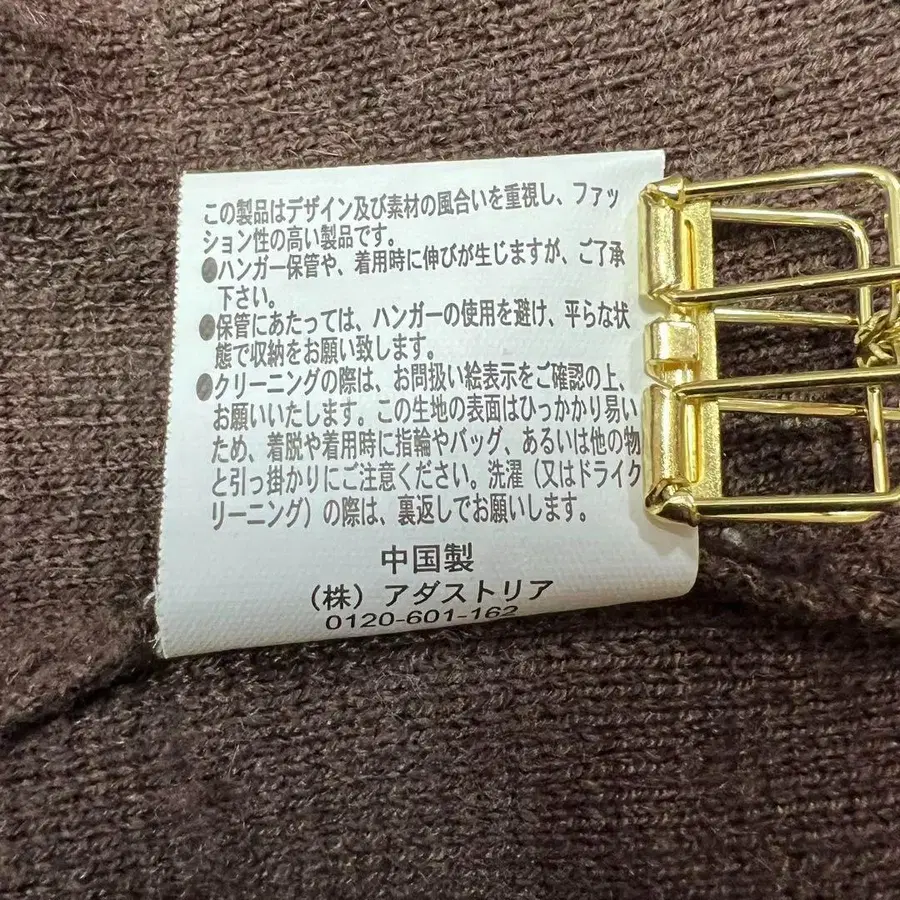 この製品はデザイン及び素材の風合いを重視し、ファッ
ション性の高い製品です。
●ハンガー保管や、着用時に伸びが生じますが、ご了承
下さい。
●保管にあたっては、ハンガーの使用を避け、平らな状
態で収納をお願い致します。
●クリーニングの際は、お問扱い絵表示をご確認の上、
お願いいたします。この生地の表面はひっかかり易い
ため、着脱や着用時に指輪やバッグ、あるいは他の物
と引っ掛かりにご注意ください。洗濯（又はドライク
リーニング）の際は、裏返しでお願いします。
中国製
（株）アダストリア
0120-601-162